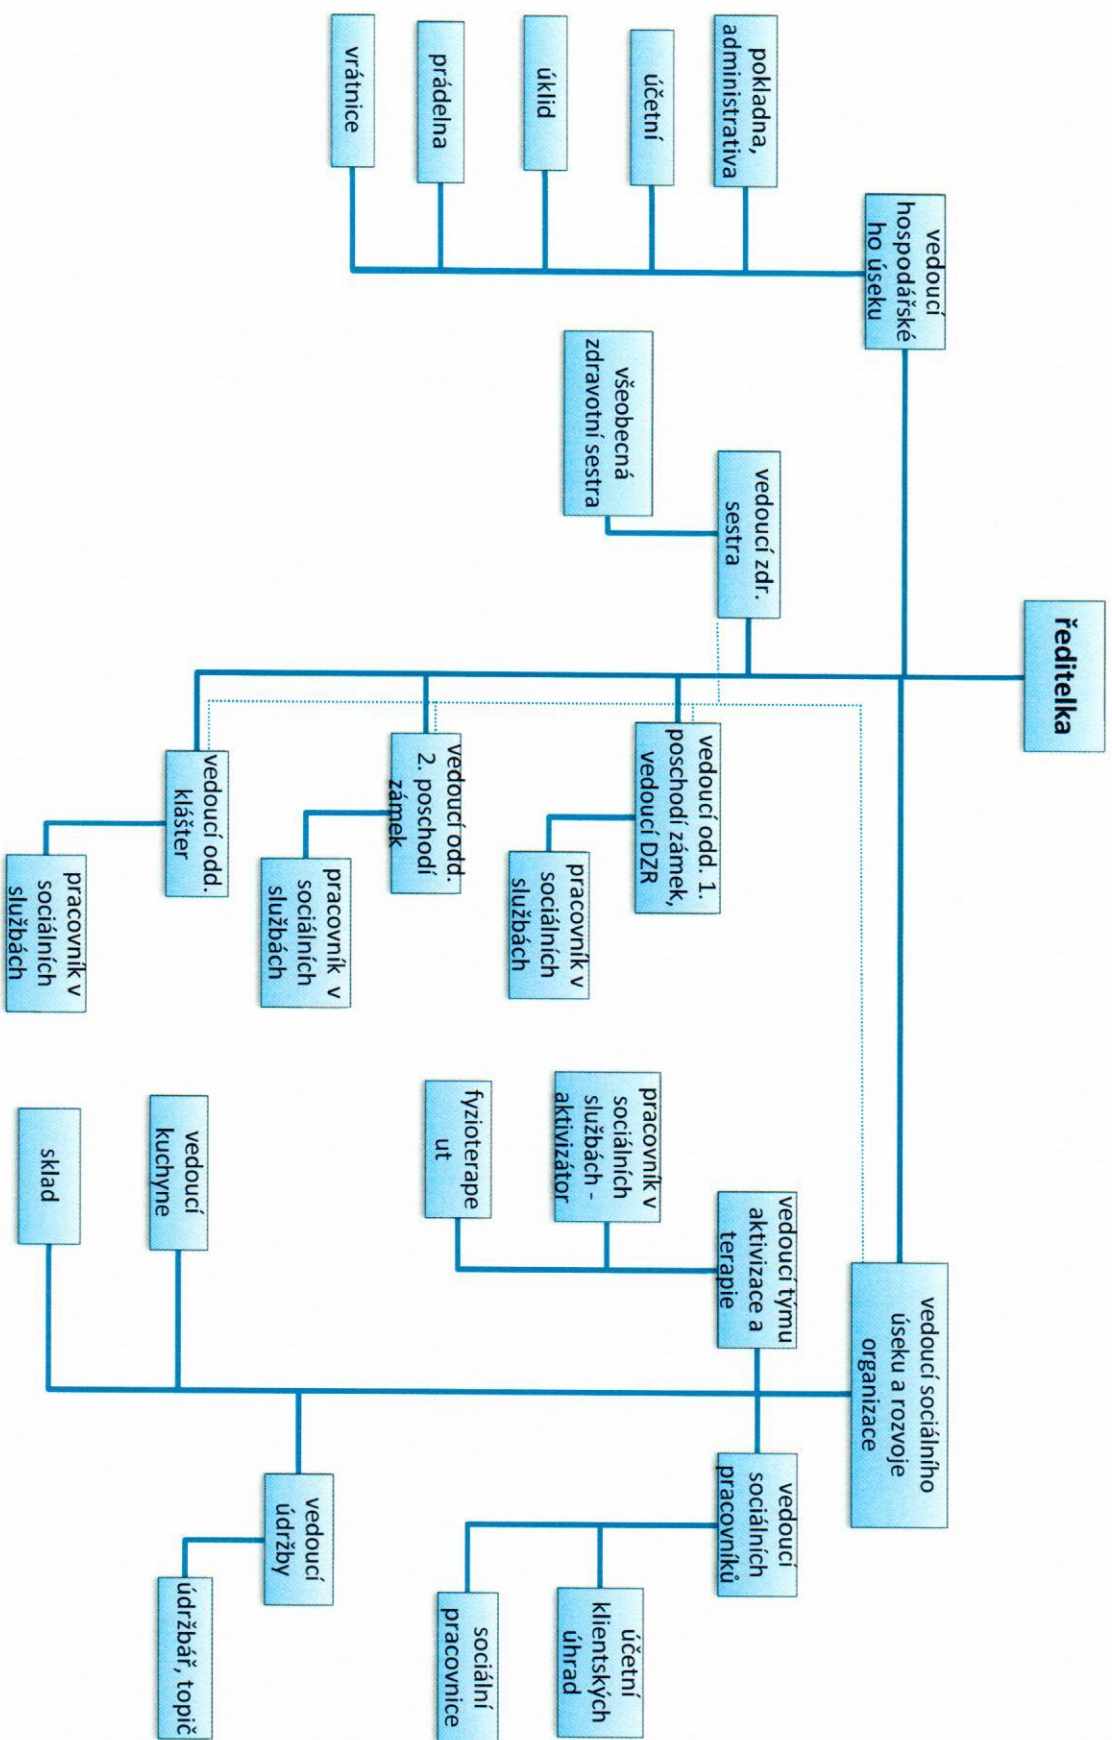 ředitelka
vedoucí
hospodářské
ho úseku
pokladna,
administrativa
účetní
úklid
prádelna
vrátnice
vedoucí zdr.
sestra
všeobecná
zdravotní sestra
vedoucí odd. 1.
poschodí zámek,
vedoucí DZR
pracovník v
sociálních
službách
vedoucí odd.
2. poschodí
zámek
pracovník v
sociálních
službách
vedoucí odd.
klášter
pracovník v
sociálních
službách
vedoucí sociálního
úseku a rozvoje
organizace
vedoucí týmu
aktivizace a
terapie
pracovník v
sociálních
službách -
aktivizátor
fyzioterape
ut
vedoucí
sociálních
pracovníků
účetní
klientských
úhrad
sociální
pracovnice
vedoucí
údržby
údržbář, topič
vedoucí
kuchyne
sklad